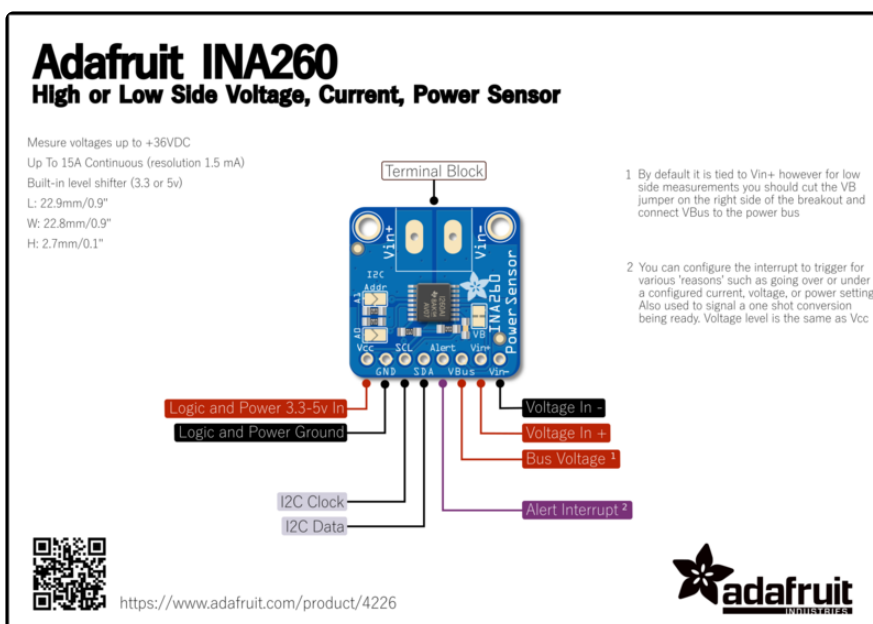 Adafruit INA260
High or Low Side Voltage, Current, Power Sensor
Mesure voltages up to +36VDC
Up To 15A Continuous (resolution 1.5 mA)
Built-in level shifter (3.3 or 5v)
L: 22.9mm/0.9"
W: 22.8mm/0.9"
H: 2.7mm/0.1"
Terminal Block
1 By default it is tied to Vin+ however for low
side measurements you should cut the VB
jumper on the right side of the breakout and
connect VBus to the power bus
2 You can configure the interrupt to trigger for
various 'reasons' such as going over or under
a configured current, voltage, or power setting
Also used to signal a one shot conversion
being ready. Voltage level is the same as Vcc
Vin+
Vin-
I2C
Addr
A1
A0
INA260
Power Sensor
VB
Vcc
GND
SCL
SDA
Alert
VBus
Vin+
Vin-
Logic and Power 3.3-5v In
Logic and Power Ground
I2C Clock
I2C Data
Voltage In -
Voltage In +
Bus Voltage 1
Alert Interrupt 2
https://www.adafruit.com/product/4226
adafruit
INDUSTRIES